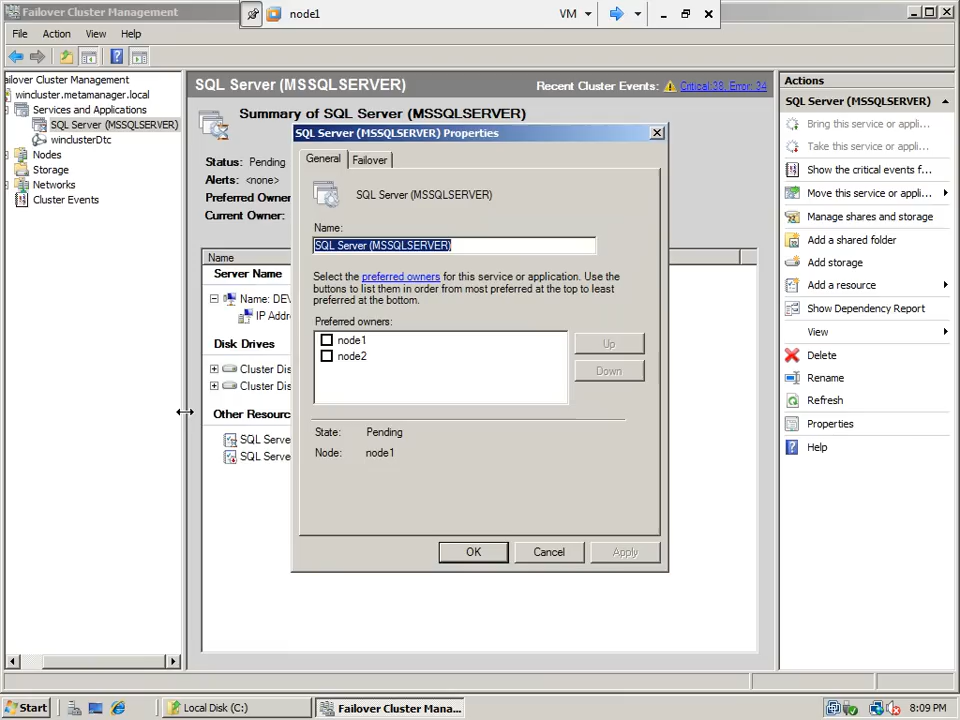 Failover Cluster Management
node1
VM
File Action View Help
ailover Cluster Management
wincluster.metamanager.local
Services and Applications
SQL Server (MSSQLSERVER)
winclusterDtc
Nodes
Storage
Networks
Cluster Events
SQL Server (MSSQLSERVER)
Recent Cluster Events: Critical:38, Error: 34
Summary of SQL Server (MSSQLSERVER)
Status: Pending
Alerts: <none>
Preferred Owner
Current Owner:
Name
Server Name
Name: DEV
IP Addre
Disk Drives
Cluster Dis
Cluster Dis
Other Resourc
SQL Serve
SQL Serve
SQL Server (MSSQLSERVER) Properties
General Failover
SQL Server (MSSQLSERVER)
Name:
SQL Server (MSSQLSERVER)
Select the preferred owners for this service or application. Use the
buttons to list them in order from most preferred at the top to least
preferred at the bottom.
Preferred owners:
node1
node2
Up
Down
State: Pending
Node: node1
OK Cancel Apply
Actions
SQL Server (MSSQLSERVER)
Bring this service or appli...
Take this service or appli...
Show the critical events f...
Move this service or appli...
Manage shares and storage
Add a shared folder
Add storage
Add a resource
Show Dependency Report
View
Delete
Rename
Refresh
Properties
Help
Start
Local Disk (C:)
Failover Cluster Mana...
8:09 PM